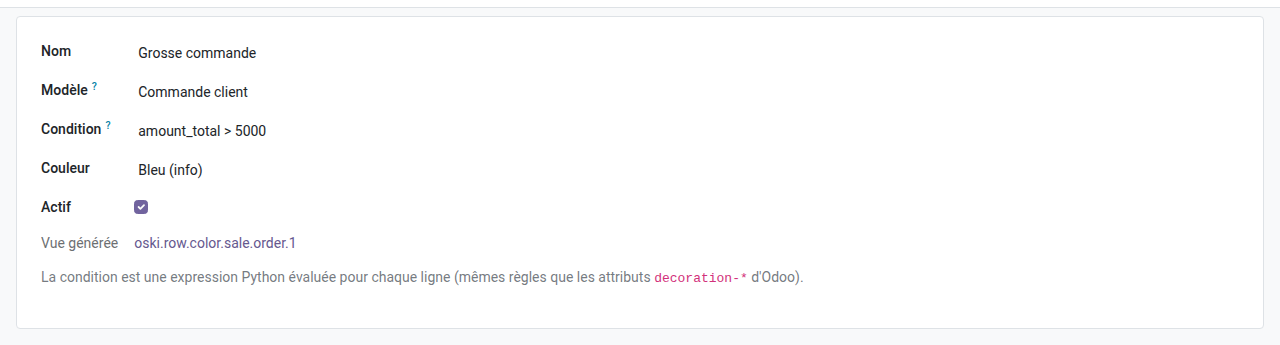 Nom Grosse commande
Modèle ? Commande client
Condition ? amount_total > 5000
Couleur Bleu (info)
Actif
Vue générée oski.row.color.sale.order.1
La condition est une expression Python évaluée pour chaque ligne (mêmes règles que les attributs decoration-* d'Odoo).